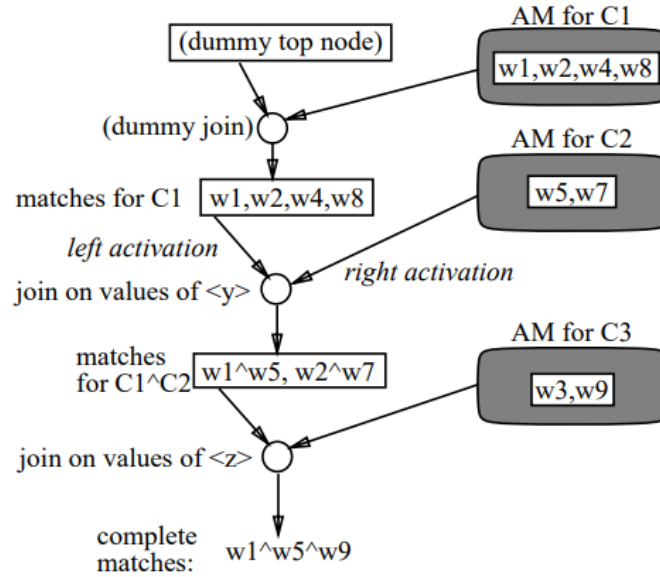 AM for C1
(dummy top node)
w1,w2,w4,w8
(dummy join)
AM for C2
matches for C1
w1,w2,w4,w8
w5,w7
left activation
right activation
join on values of <y>
AM for C3
matches
for C1^C2
w1^w5, w2^w7
w3,w9
join on values of <z>
complete
matches:
w1^w5^w9